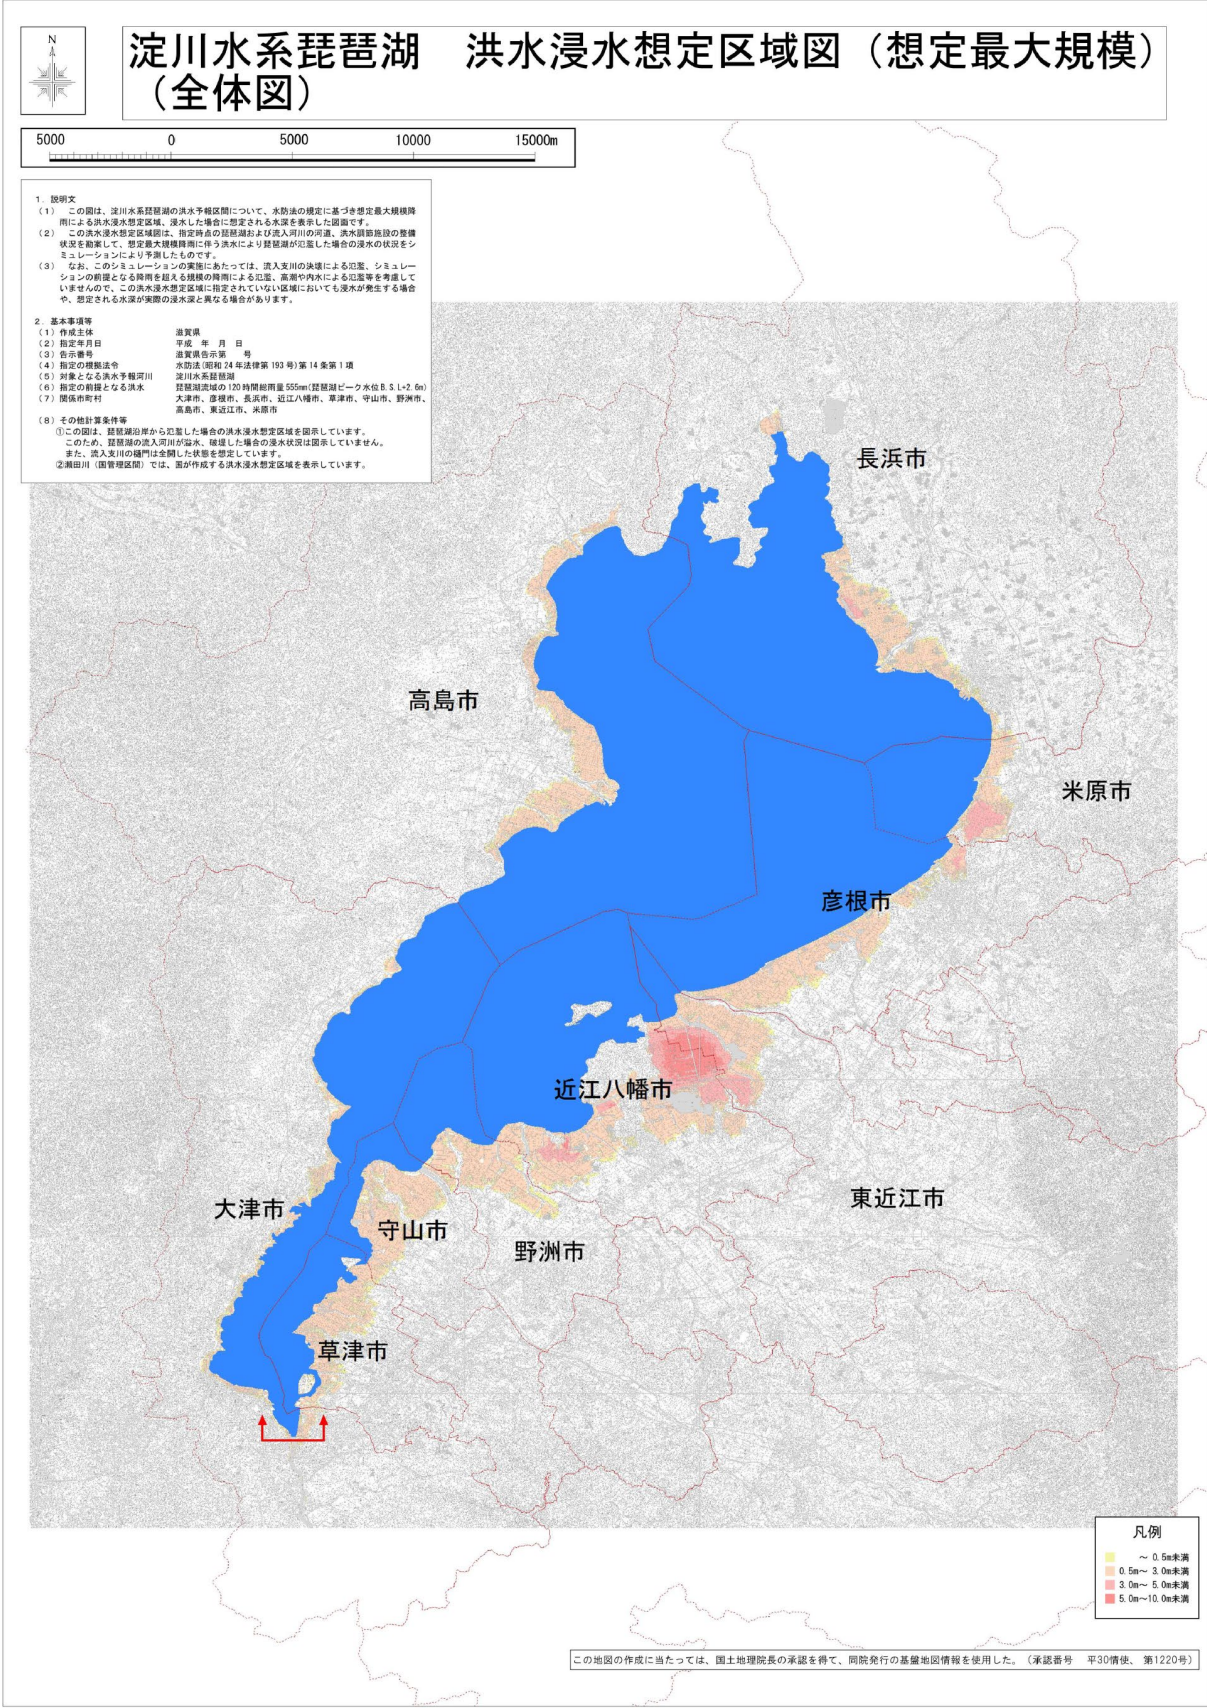 N
淀川水系琵琶湖　洪水浸水想定区域図（想定最大規模）
（全体図）
5000 0 5000 10000 15000m
1. 説明文
（1）　この図は、淀川水系琵琶湖の洪水予報区間について、水防法の規定に基づき想定最大規模降
雨による洪水浸水想定区域、浸水した場合に想定される水深を表示した図面です。
（2）　この洪水浸水想定区域図は、指定時点の琵琶湖および流入河川の河道、洪水調節施設の整備
状況を勘案して、想定最大規模降雨に伴う洪水により琵琶湖が氾濫した場合の浸水の状況をシ
ミュレーションにより予測したものです。
（3）　なお、このシミュレーションの実施にあたっては、流入支川の決壊による氾濫、シミュレー
ションの前提となる降雨を超える規模の降雨による氾濫、高潮や内水による氾濫等を考慮して
いませんので、この洪水浸水想定区域に指定されていない区域においても浸水が発生する場合
や、想定される水深が実際の浸水深と異なる場合があります。
2. 基本事項等
（1）作成主体　滋賀県
（2）指定年月日　平成　年　月　日
（3）告示番号　滋賀県告示第　号
（4）指定の根拠法令　水防法（昭和24年法律第193号）第14条第1項
（5）対象となる洪水予報河川　淀川水系琵琶湖
（6）指定の前提となる洪水　琵琶湖流域の120時間総雨量555mm（琵琶湖ピーク水位B.S.L+2.6m）
（7）関係市町村　大津市、彦根市、長浜市、近江八幡市、草津市、守山市、野洲市、
高島市、東近江市、米原市
（8）その他計算条件等
①この図は、琵琶湖沿岸から氾濫した場合の洪水浸水想定区域を図示しています。
このため、琵琶湖の流入河川が溢水、破堤した場合の浸水状況は図示していません。
また、流入支川の樋門は全開した状態を想定しています。
②瀬田川（国管理区間）では、国が作成する洪水浸水想定区域を表示しています。
長浜市
高島市
米原市
彦根市
近江八幡市
東近江市
大津市
守山市
野洲市
草津市
凡例
～ 0.5m未満
0.5m～ 3.0m未満
3.0m～ 5.0m未満
5.0m～10.0m未満
この地図の作成に当たっては、国土地理院長の承認を得て、同院発行の基盤地図情報を使用した。（承認番号　平30情使、 第1220号）